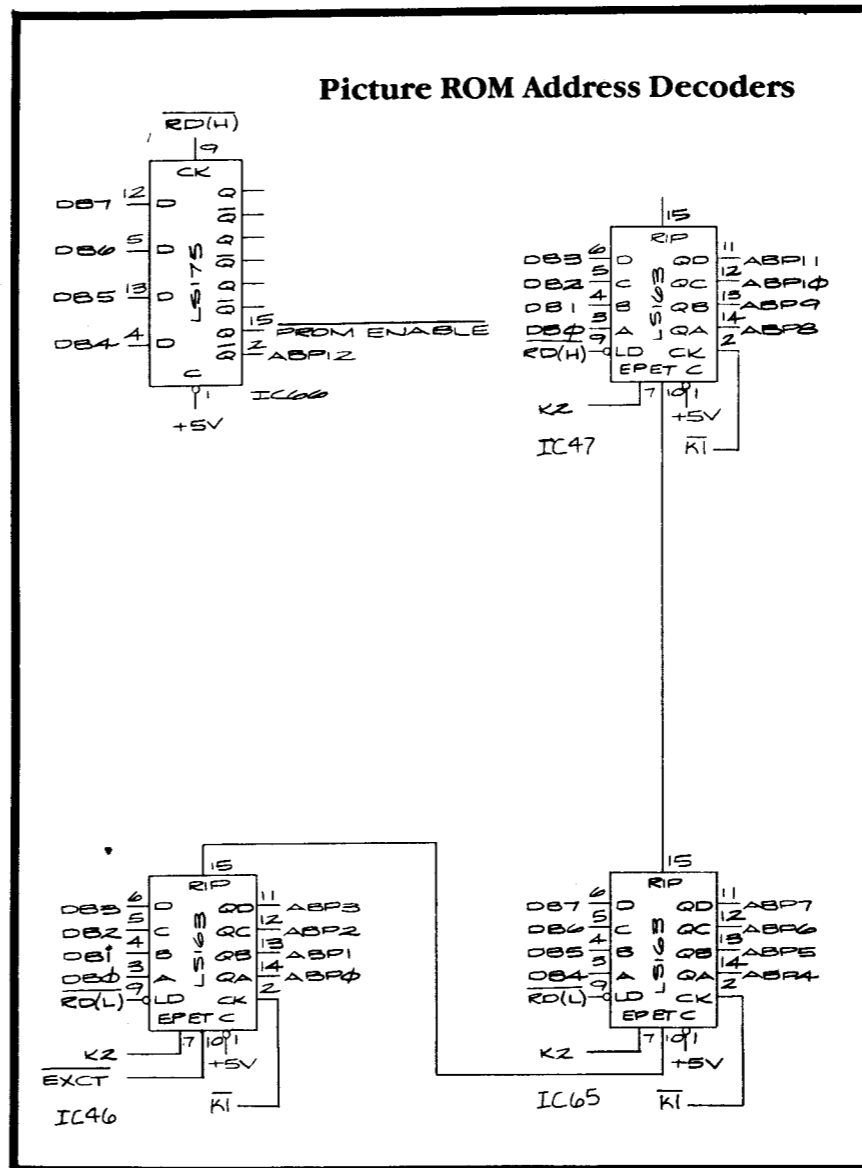 Picture ROM Address Decoders
RD(H)
9
CK
DB7 12 D Q
Q
DB6 5 D Q
Q
LS175
DB5 13 D Q
Q
DB4 4 D Q 15 PROM ENABLE
Q 2 ABP12
C
1
IC66
+5V
15
RIP
DB3 6 D QD 11 ABP11
DB2 5 C QC 12 ABP10
DB1 4 B QB 13 ABP9
DB0 3 A QA 14 ABP8
LS163
RD(H) 9 LD CK 2
EP ET C
K2 7 10 1
+5V
IC47 K1
15
RIP
DB3 6 D QD 11 ABP3
DB2 5 C QC 12 ABP2
DB1 4 B QB 13 ABP1
DB0 3 A QA 14 ABP0
LS163
RD(L) 9 LD CK 2
EP ET C
K2 7 10 1
+5V
EXCT
IC46 K1
15
RIP
DB7 6 D QD 11 ABP7
DB6 5 C QC 12 ABP6
DB5 4 B QB 13 ABP5
DB4 3 A QA 14 ABP4
LS163
RD(L) 9 LD CK 2
EP ET C
K2 7 10 1
+5V
IC65 K1